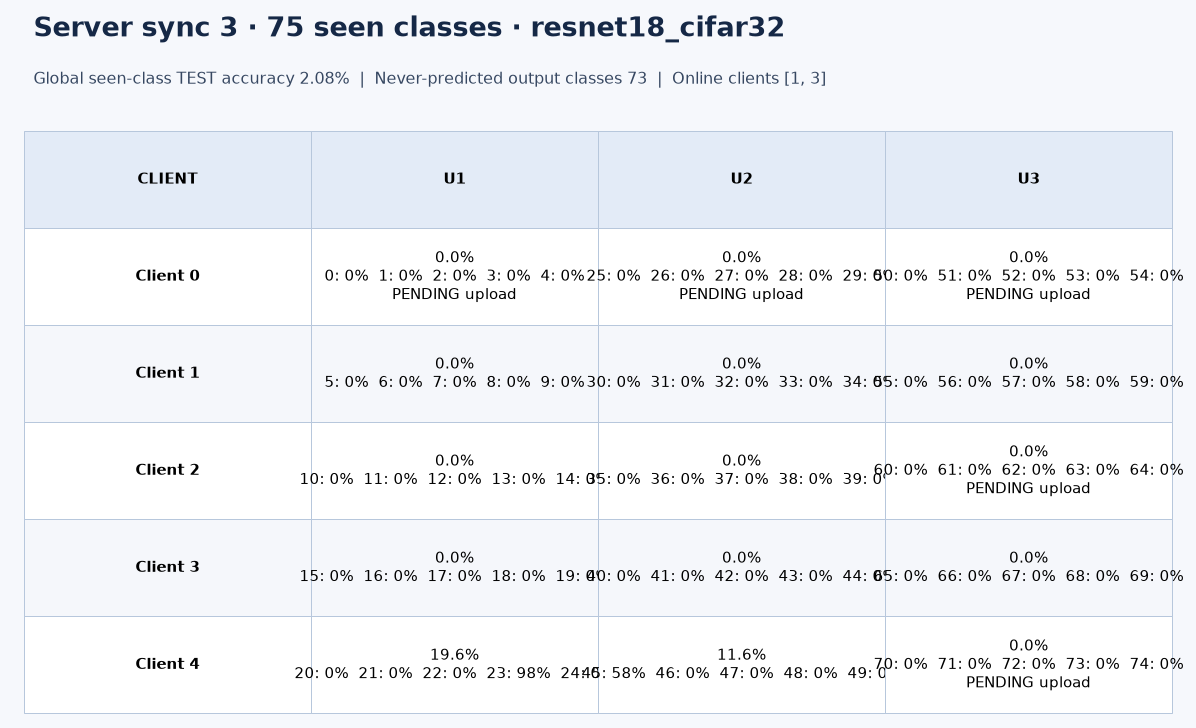 Server sync 3 · 75 seen classes · resnet18_cifar32
Global seen-class TEST accuracy 2.08% | Never-predicted output classes 73 | Online clients [1, 3]
CLIENT U1 U2 U3
Client 0
0.0%
0: 0% 1: 0% 2: 0% 3: 0% 4: 0%
PENDING upload
0.0%
25: 0% 26: 0% 27: 0% 28: 0% 29:
PENDING upload
0.0%
51: 0% 52: 0% 53: 0% 54: 0%
PENDING upload
Client 1
0.0%
5: 0% 6: 0% 7: 0% 8: 0% 9: 0%
0.0%
30: 0% 31: 0% 32: 0% 33: 0% 34:
0.0%
56: 0% 57: 0% 58: 0% 59: 0%
Client 2
0.0%
10: 0% 11: 0% 12: 0% 13: 0% 14:
0.0%
36: 0% 37: 0% 38: 0% 39:
0.0%
60: 0% 61: 0% 62: 0% 63: 0% 64: 0%
PENDING upload
Client 3
0.0%
15: 0% 16: 0% 17: 0% 18: 0% 19:
0.0%
41: 0% 42: 0% 43: 0% 44:
0.0%
66: 0% 67: 0% 68: 0% 69: 0%
Client 4
19.6%
20: 0% 21: 0% 22: 0% 23: 98%
11.6%
58% 46: 0% 47: 0% 48: 0% 49:
0.0%
70: 0% 71: 0% 72: 0% 73: 0% 74: 0%
PENDING upload